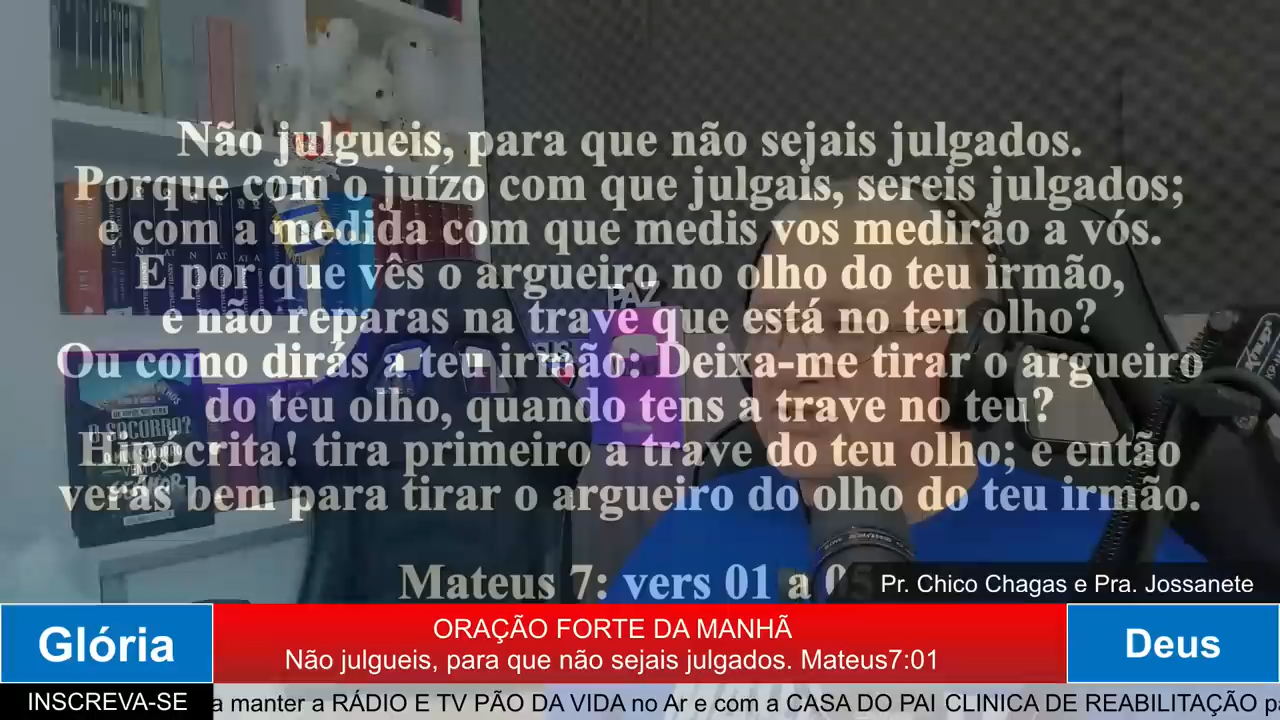 Não julgueis, para que não sejais julgados.
Porque com o juízo com que julgais, sereis julgados;
e com a medida com que medis vos medirão a vós.
E por que vês o argueiro no olho do teu irmão,
e não reparas na trave que está no teu olho?
Ou como dirás a teu irmão: Deixa-me tirar o argueiro
do teu olho, quando tens a trave no teu?
Hipócrita! tira primeiro a trave do teu olho; e então
verás bem para tirar o argueiro do olho do teu irmão.
Mateus 7: vers 01 a 05
PAZ
O SOCORRO?
Knup
Pr. Chico Chagas e Pra. Jossanete
Glória
ORAÇÃO FORTE DA MANHÃ
Não julgueis, para que não sejais julgados. Mateus7:01
Deus
INSCREVA-SE
a manter a RÁDIO E TV PÃO DA VIDA no Ar e com a CASA DO PAI CLINICA DE REABILITAÇÃO